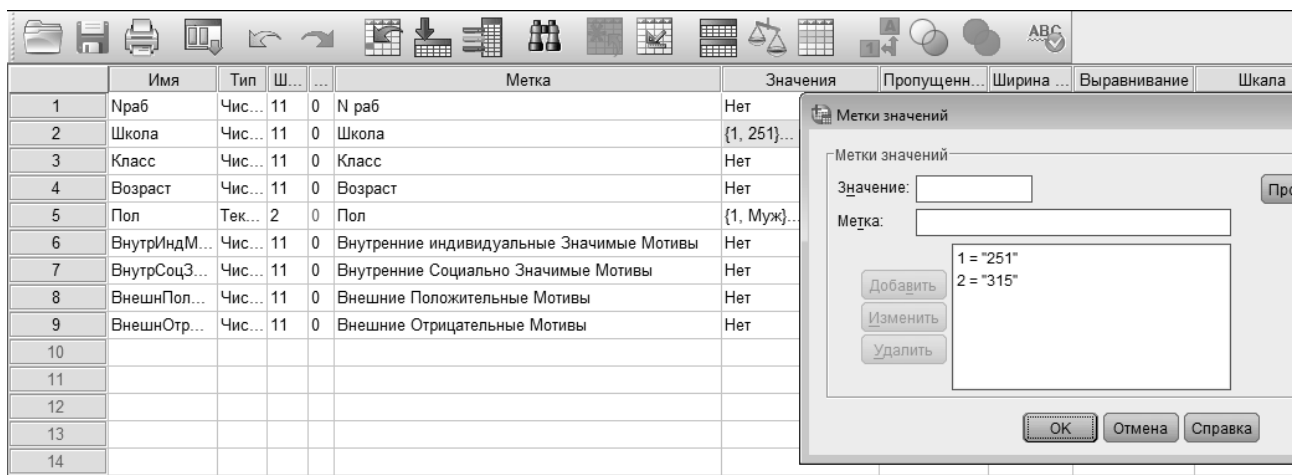 A
1
ABC
Имя Тип Ш... ... Метка Значения Пропущенн... Ширина ... Выравнивание Шкала
1 Nраб Чис... 11 0 N раб Нет
2 Школа Чис... 11 0 Школа {1, 251}...
3 Класс Чис... 11 0 Класс Нет
4 Возраст Чис... 11 0 Возраст Нет
5 Пол Тек... 2 0 Пол {1, Муж}...
6 ВнутрИндМ... Чис... 11 0 Внутренние индивидуальные Значимые Мотивы Нет
7 ВнутрСоцЗ... Чис... 11 0 Внутренние Социально Значимые Мотивы Нет
8 ВнешнПол... Чис... 11 0 Внешние Положительные Мотивы Нет
9 ВнешнОтр... Чис... 11 0 Внешние Отрицательные Мотивы Нет
10
11
12
13
14
Метки значений
Метки значений
Значение:
Про
Метка:
1 = "251"
2 = "315"
Добавить
Изменить
Удалить
OK Отмена Справка